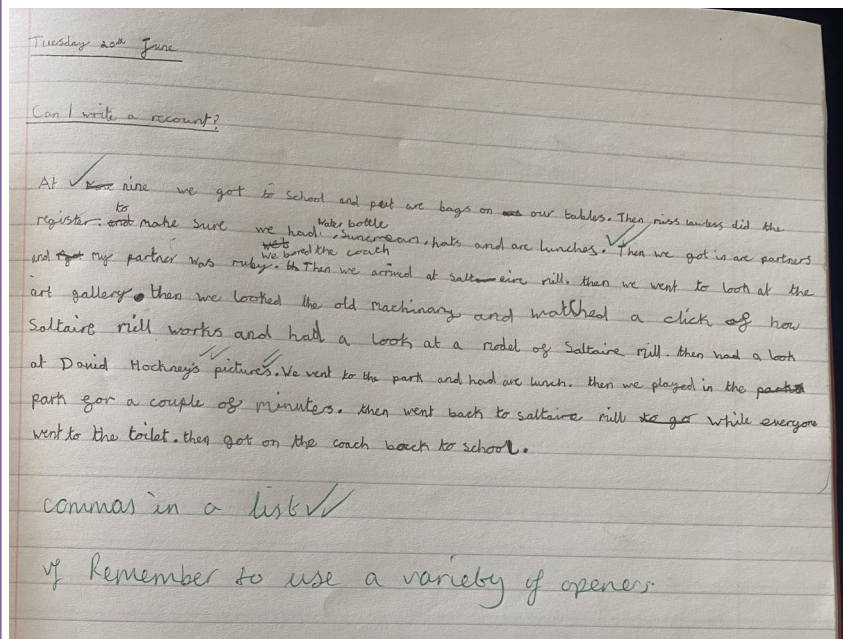 Tuesday 20th June
Can I write a recount?
At nine we got to school and put are bags on our tables. Then miss lawless did the
register. to make sure we had water bottle, Suncream, hats and are lunches. Then we got in are partners
and my partner was ruby. Then we bored the coach we arrived at salt eire mill. then we went to look at the
art gallery. then we looked the old machinary and watched a click of how
Saltaire mill works and had a look at a model of Saltaire mill. then had a look
at David Hockney's pictures. We went to the park and had are lunch. then we played in the
park for a couple of minutes. then went back to saltaire mill while everyone
went to the toilet. then got on the coach back to school.
commas in a list
Remember to use a variety of openers.